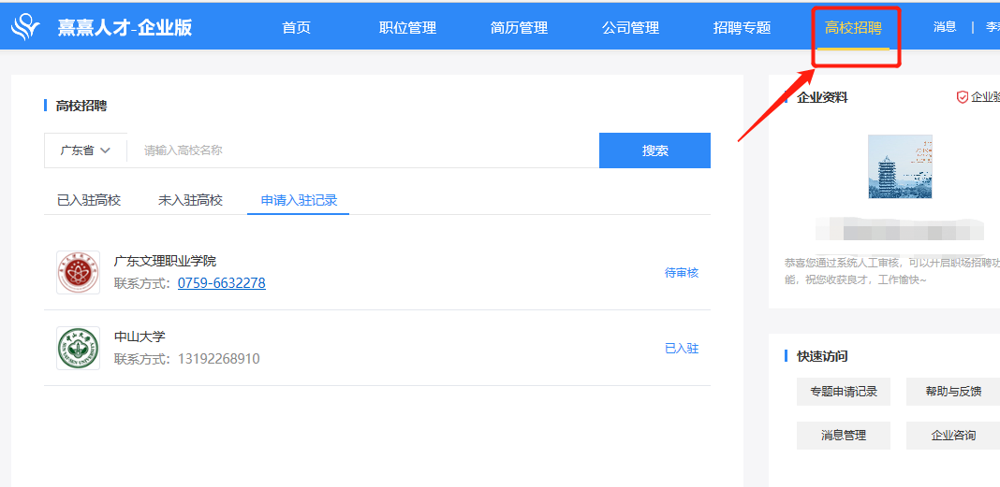 熹熹人才-企业版
首页
职位管理
简历管理
公司管理
招聘专题
高校招聘
消息 | 李
高校招聘
广东省
请输入高校名称
搜索
已入驻高校
未入驻高校
申请入驻记录
广东文理职业学院
联系方式：0759-6632278
待审核
中山大学
联系方式：13192268910
已入驻
企业资料
企业验
恭喜您通过系统人工审核，可以开启职场招聘功
能，祝您收获良才，工作愉快~
快速访问
专题申请记录
帮助与反馈
消息管理
企业咨询